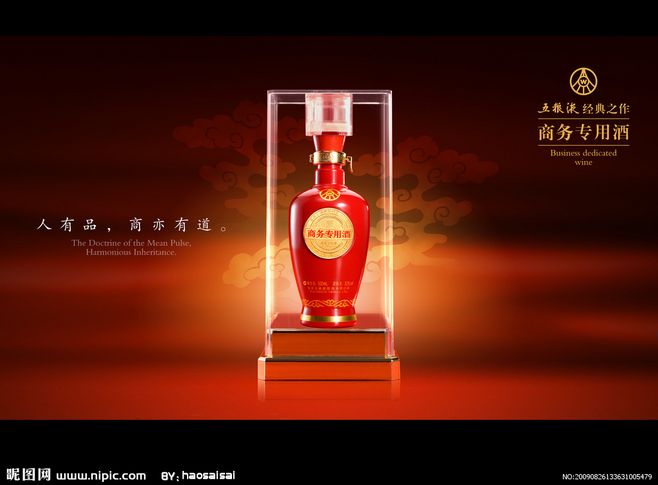 五粮液 经典之作
商务专用酒
Business dedicated
wine
人有品，商亦有道。
The Doctrine of the Mean Pulse,
Harmonious Inheritance.
商务专用酒
昵图网 www.nipic.com
BY:haosaisai
NO:20090826133631005479